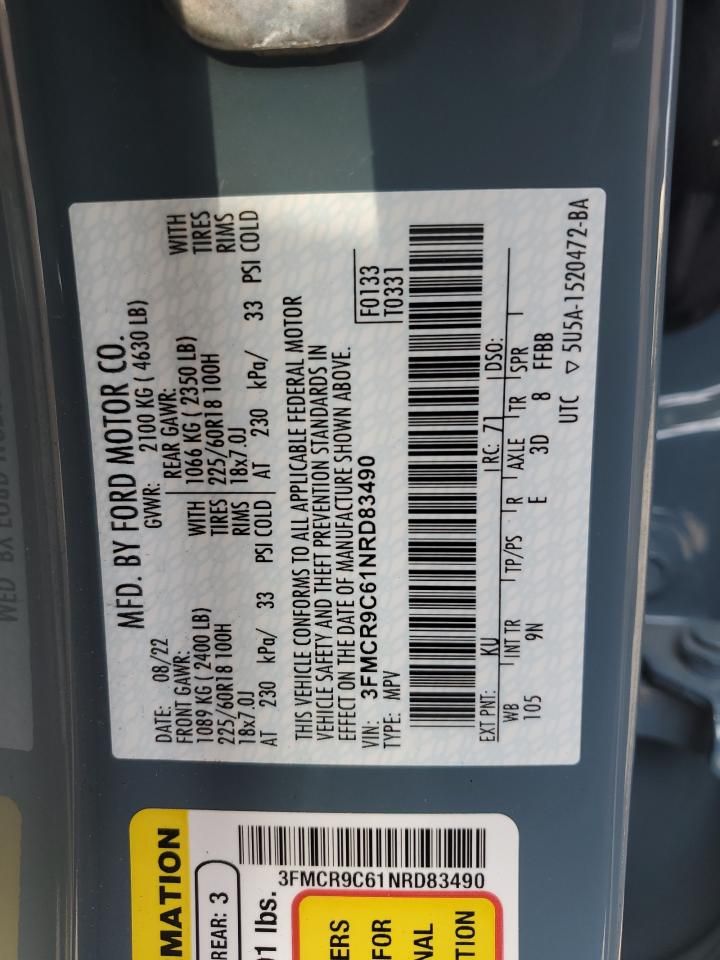 MFD. BY FORD MOTOR CO.
DATE: 08/22 GVWR: 2100 KG ( 4630 LB)
FRONT GAWR: REAR GAWR:
1089 KG ( 2400 LB) WITH 1066 KG ( 2350 LB) WITH
225/60R18 100H TIRES 225/60R18 100H TIRES
18x7.0J RIMS 18x7.0J RIMS
AT 230 kPa/ 33 PSI COLD AT 230 kPa/ 33 PSI COLD
THIS VEHICLE CONFORMS TO ALL APPLICABLE FEDERAL MOTOR
VEHICLE SAFETY AND THEFT PREVENTION STANDARDS IN
EFFECT ON THE DATE OF MANUFACTURE SHOWN ABOVE.
VIN: 3FMCR9C61NRD83490 F0133
TYPE: MPV T0331
EXT PNT: KU RC: 71 DSO:
WB INT TR TP/PS R AXLE TR SPR
105 9N E 3D 8 FFBB
UTC ▽ 5U5A-1520472-BA
MATION
REAR: 3
lbs.
3FMCR9C61NRD83490
ERS
FOR
NAL
TION